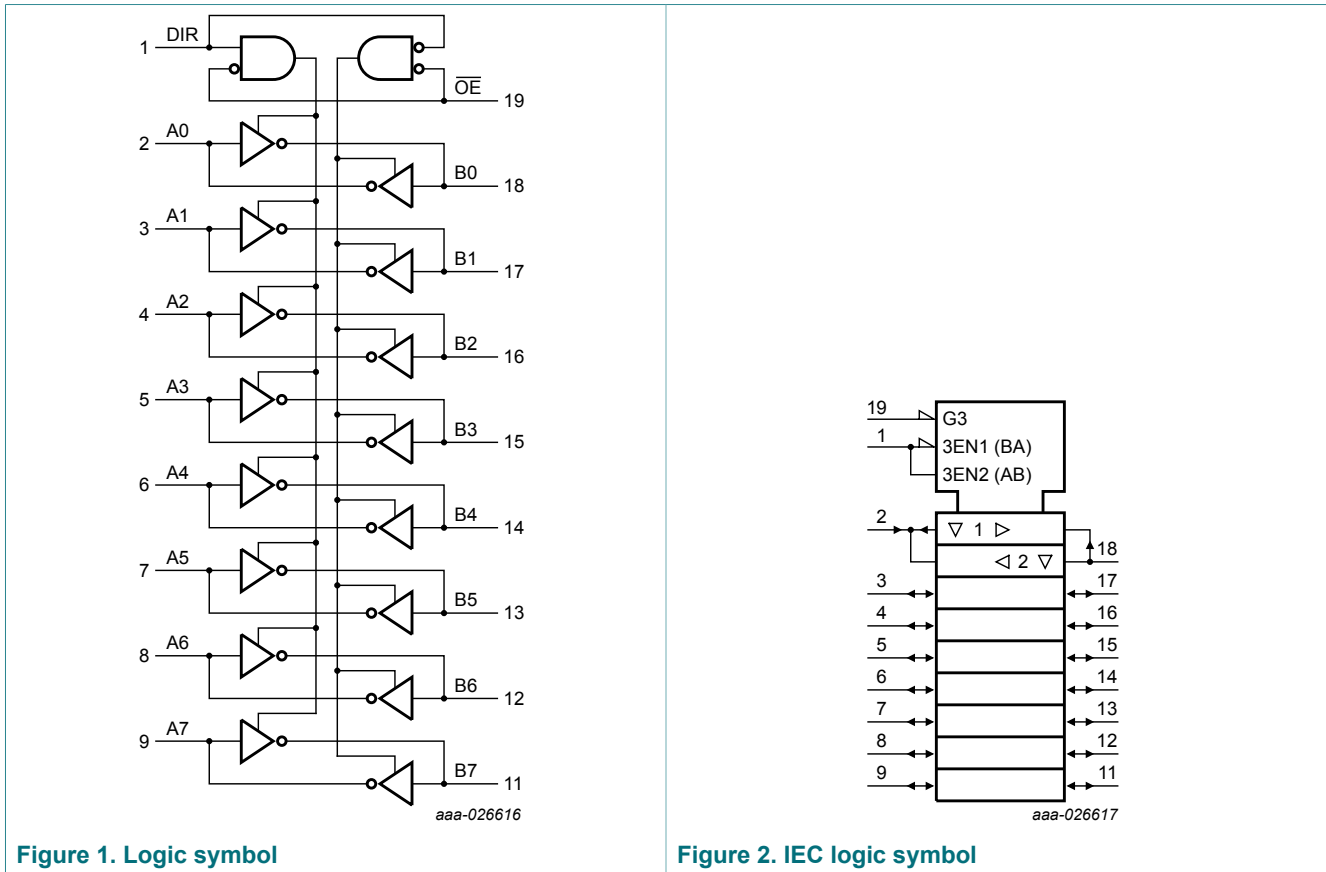 1 DIR
OE
19
2 A0
B0
18
3 A1
B1
17
4 A2
B2
16
5 A3
B3
15
6 A4
B4
14
7 A5
B5
13
8 A6
B6
12
9 A7
B7
11
aaa-026616
Figure 1. Logic symbol
19
G3
1
3EN1 (BA)
3EN2 (AB)
2
▽ 1 ▷
18
◁ 2 ▽
3 17
4 16
5 15
6 14
7 13
8 12
9 11
aaa-026617
Figure 2. IEC logic symbol